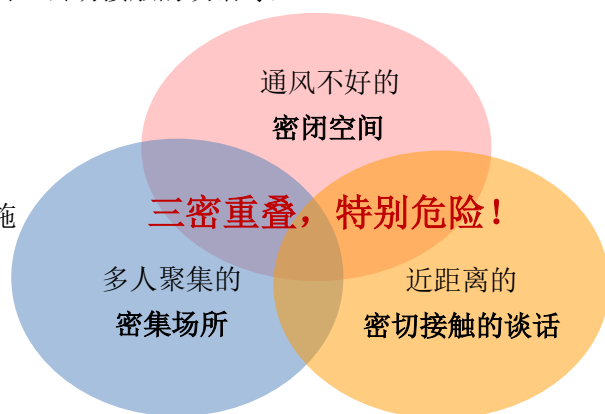 通风不好的
密闭空间
施
三密重叠，特别危险！
多人聚集的
密集场所
近距离的
密切接触的谈话